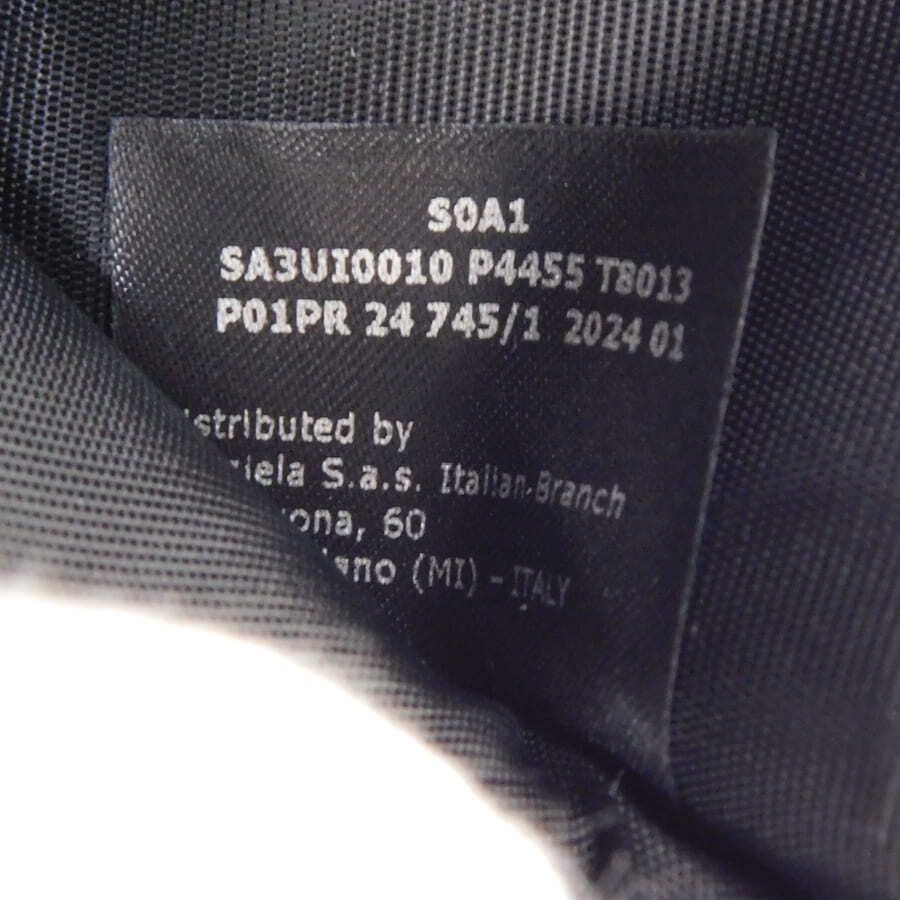 S0A1
SA3UI0010 P4455 T8013
P01PR 24 745/1 2024 01
istributed by
giela S.a.s. Italian Branch
ona, 60
ano (MI) - ITALY